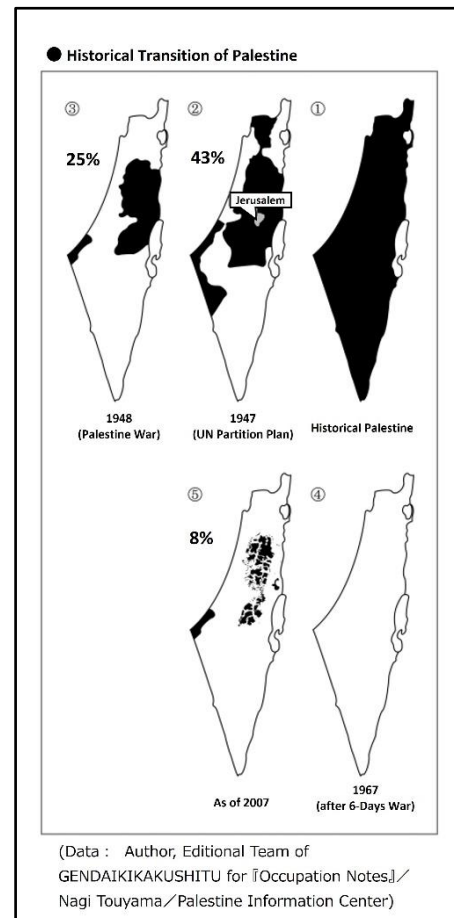 ● Historical Transition of Palestine
③
25%
1948
(Palestine War)
②
43%
Jerusalem
1947
(UN Partition Plan)
①
Historical Palestine
⑤
8%
As of 2007
④
1967
(after 6-Days War)
(Data : Author, Editional Team of
GENDAIKIKAKUSHITU for『Occupation Notes』／
Nagi Touyama／Palestine Information Center)